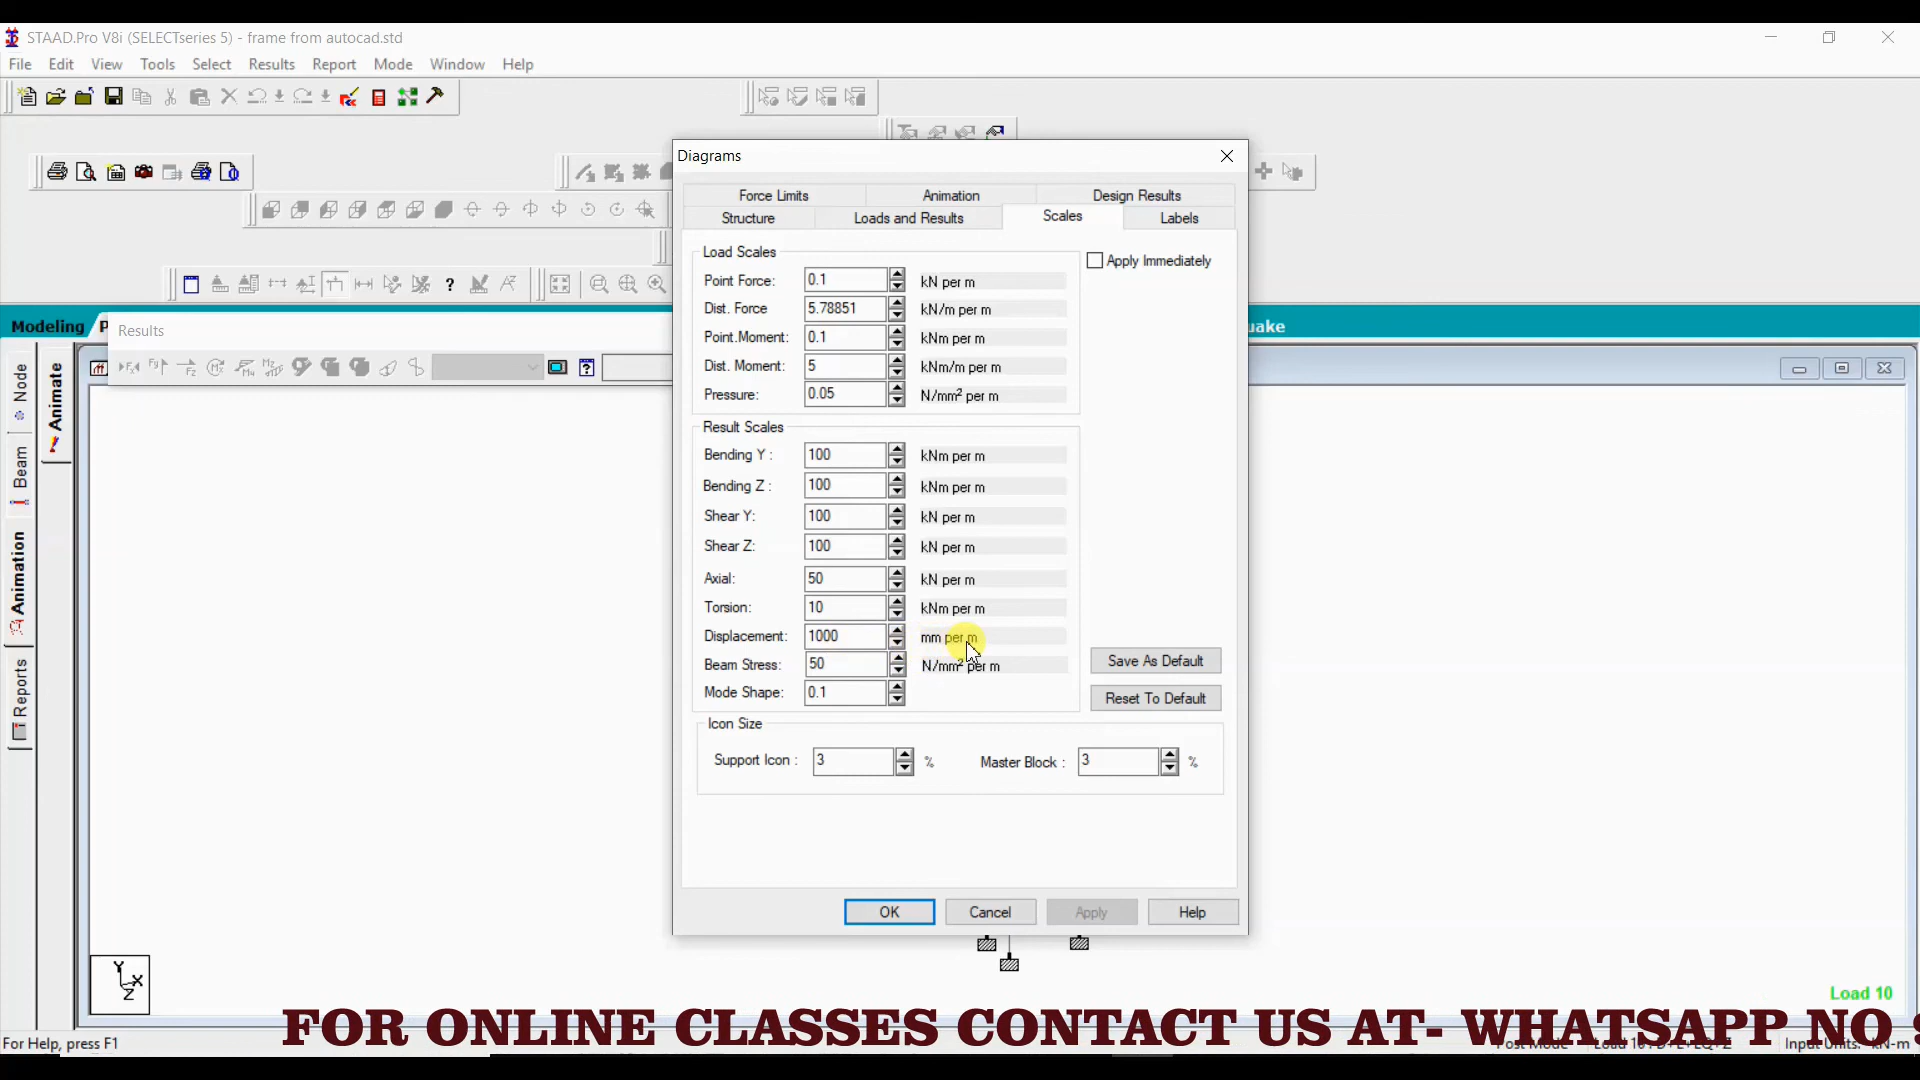 STAAD.Pro V8i (SELECTseries 5) - frame from autocad.std
File Edit View Tools Select Results Report Mode Window Help
Diagrams
Force Limits Animation Design Results
Structure Loads and Results Scales Labels
Load Scales
Apply Immediately
Point Force: 0.1 kN per m
Dist. Force 5.78851 kN/m per m
Point.Moment: 0.1 kNm per m
Dist. Moment: 5 kNm/m per m
Pressure: 0.05 N/mm² per m
Result Scales
Bending Y : 100 kNm per m
Bending Z : 100 kNm per m
Shear Y: 100 kN per m
Shear Z: 100 kN per m
Axial: 50 kN per m
Torsion: 10 kNm per m
Displacement: 1000 mm per m
Beam Stress: 50 N/mm² per m
Mode Shape: 0.1
Save As Default
Reset To Default
Icon Size
Support Icon : 3 % Master Block : 3 %
OK Cancel Apply Help
Modeling
Results
Node
Beam
Animation
Reports
Animate
Y
X
Z
Load 10
FOR ONLINE CLASSES CONTACT US AT- WHATSAPP NO
For Help, press F1
Input Units: kN-m